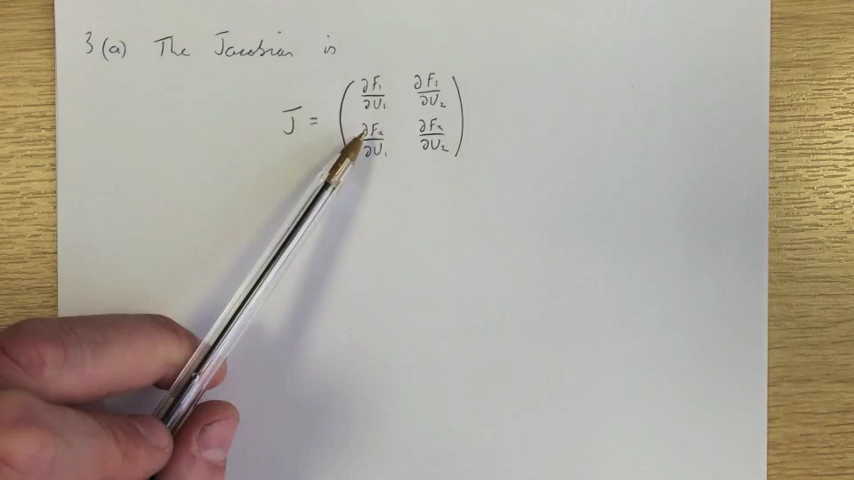 3(a) The Jacobian is
J = ( ∂F₁/∂U₁ ∂F₁/∂U₂
∂F₂/∂U₁ ∂F₂/∂U₂ )